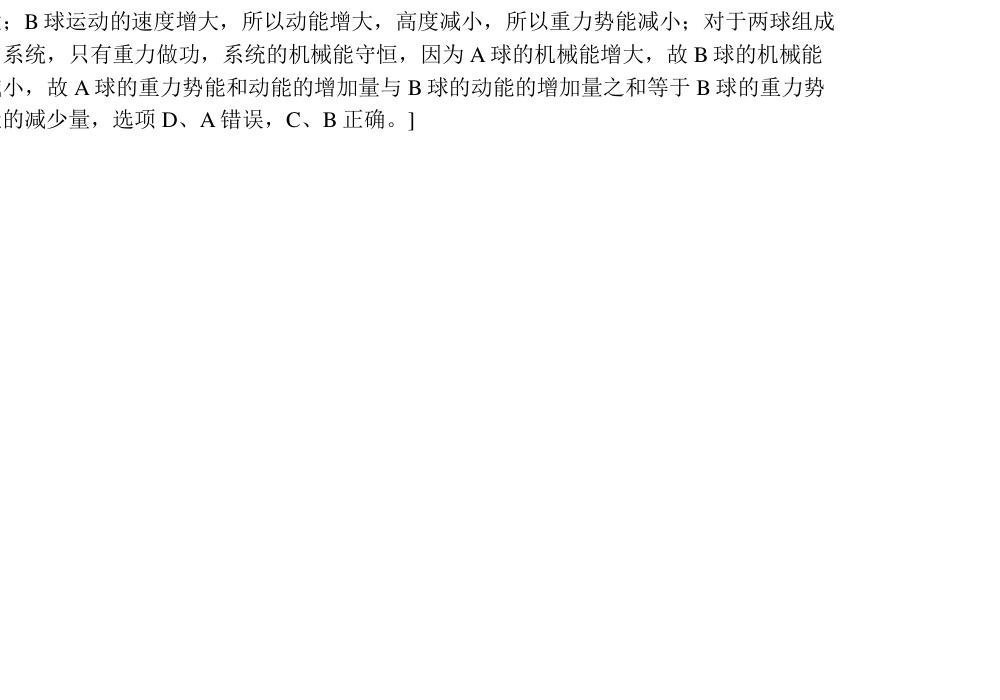 ；B 球运动的速度增大，所以动能增大，高度减小，所以重力势能减小；对于两球组成
系统，只有重力做功，系统的机械能守恒，因为 A 球的机械能增大，故 B 球的机械能
小，故 A 球的重力势能和动能的增加量与 B 球的动能的增加量之和等于 B 球的重力势
的减少量，选项 D、A 错误，C、B 正确。]